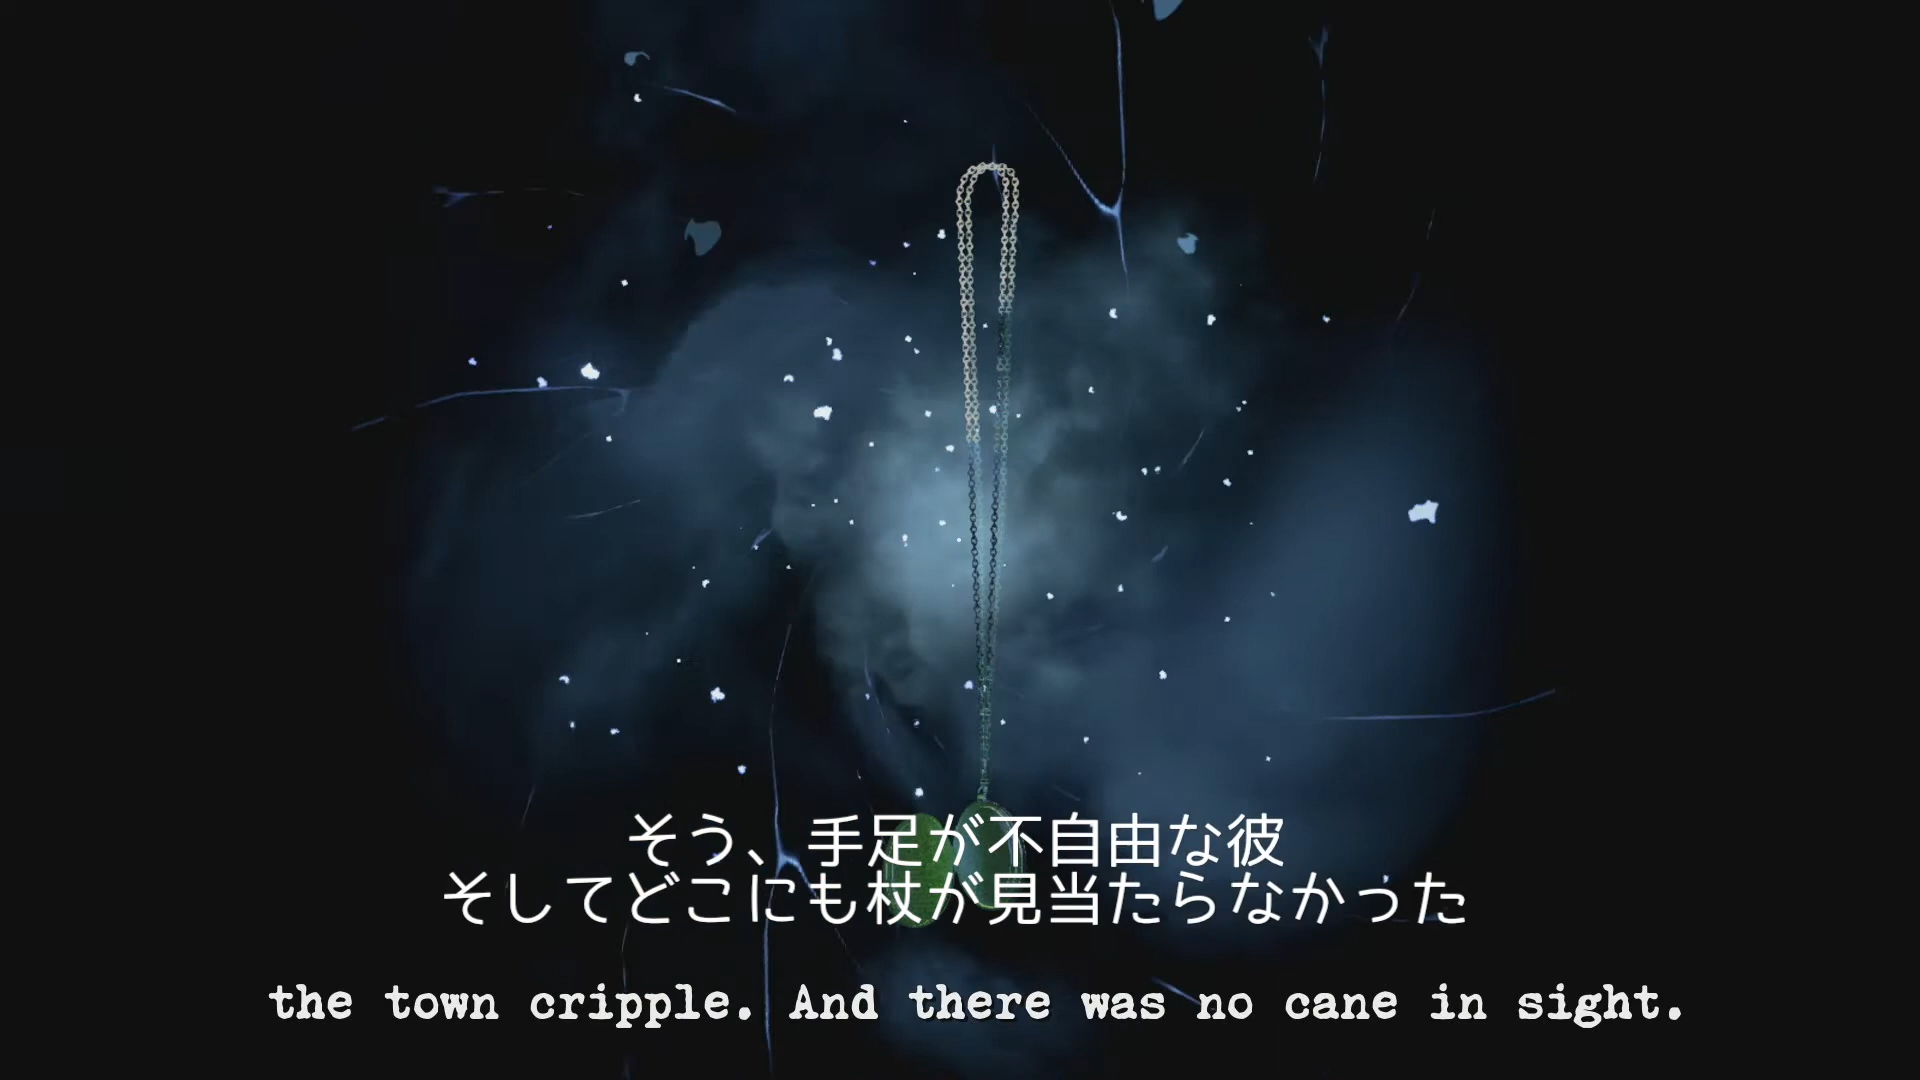 そう、手足が不自由な彼
そしてどこにも杖が見当たらなかった
the town cripple. And there was no cane in sight.